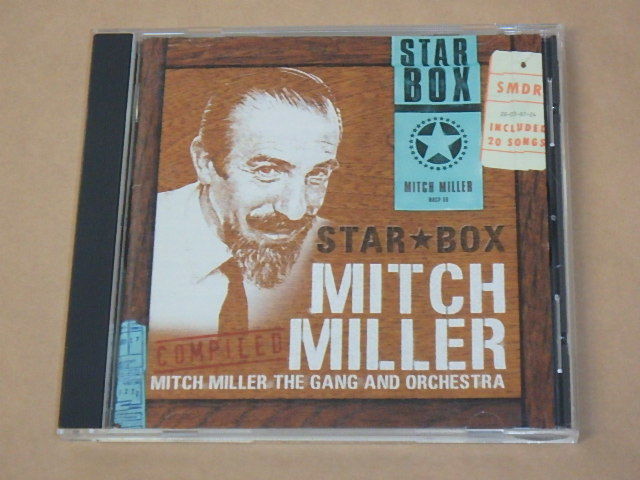 STAR
BOX
SMDR
INCLUDED
20 SONGS
MITCH MILLER
STAR★BOX
MITCH
MILLER
COMPILED
MITCH MILLER THE GANG AND ORCHESTRA